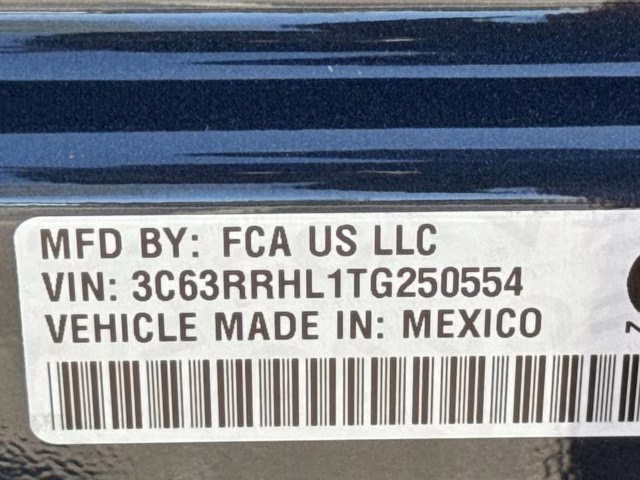 MFD BY: FCA US LLC
VIN: 3C63RRHL1TG250554
VEHICLE MADE IN: MEXICO